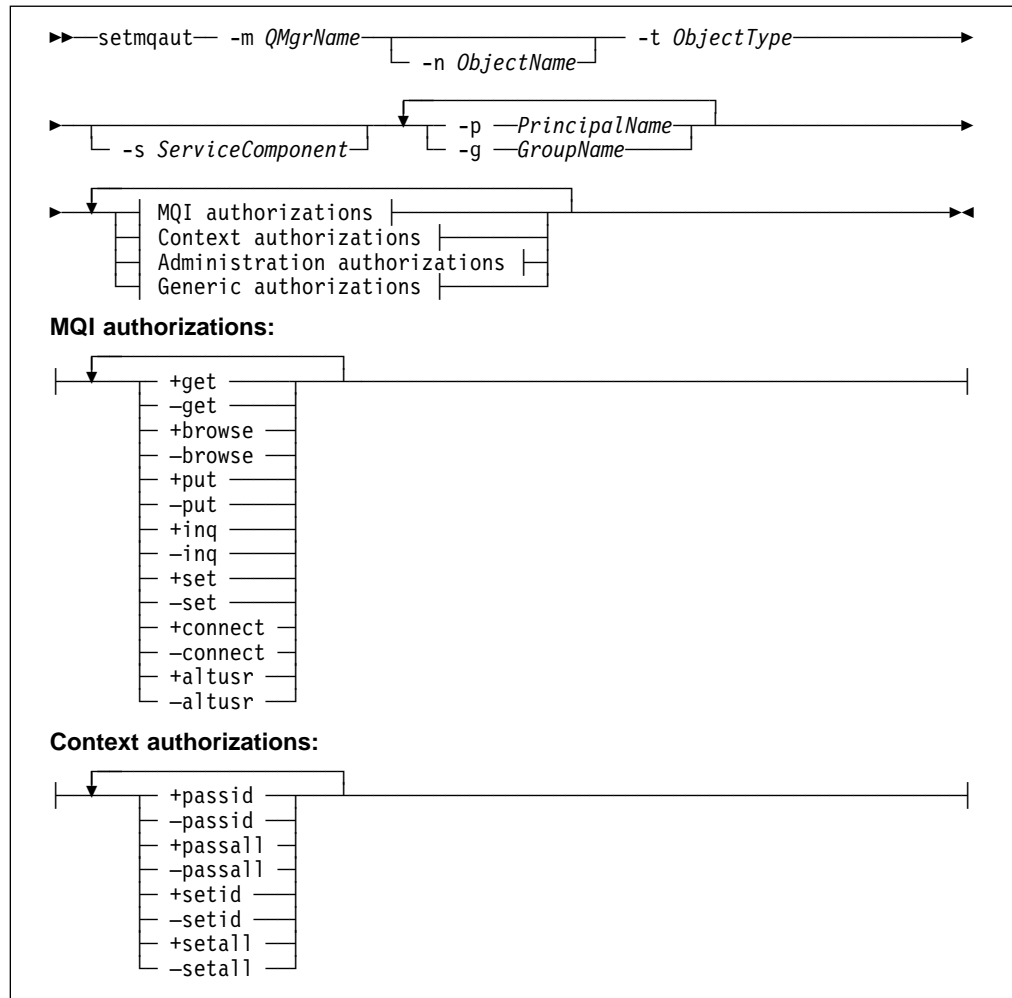 setmqaut -m QMgrName -t ObjectType
-n ObjectName
-p PrincipalName
-s ServiceComponent -g GroupName
MQI authorizations
Context authorizations
Administration authorizations
Generic authorizations
MQI authorizations:
+get
–get
+browse
–browse
+put
–put
+inq
–inq
+set
–set
+connect
–connect
+altusr
–altusr
Context authorizations:
+passid
–passid
+passall
–passall
+setid
–setid
+setall
–setall